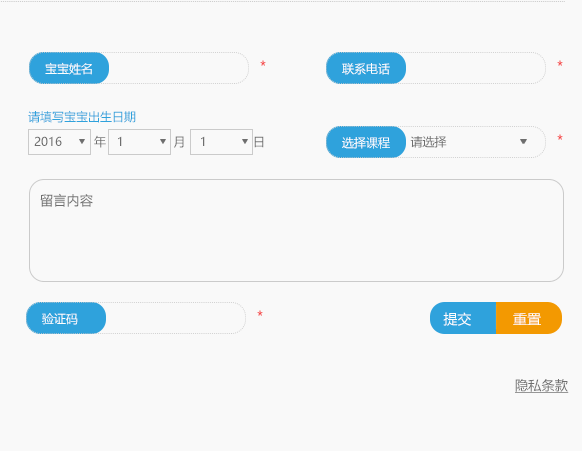 宝宝姓名 * 联系电话 *
请填写宝宝出生日期
2016 年 1 月 1 日 选择课程 请选择 *
留言内容
验证码 * 提交 重置
隐私条款